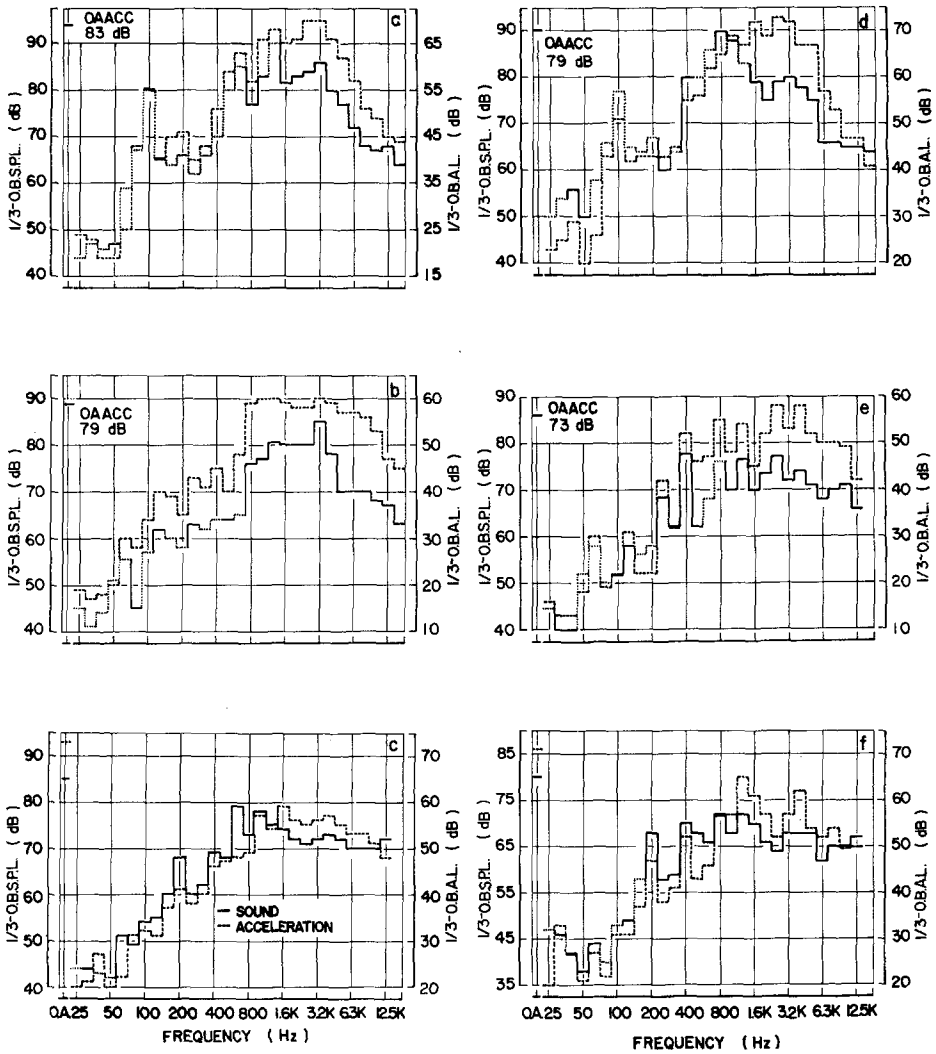 OAACC
83 dB
c
90
80
70
60
50
40
1/3-O.B.S.P.L. (dB)
65
55
45
35
25
15
1/3-O.B.A.L. (dB)
OAACC
79 dB
d
90
80
70
60
50
40
1/3-O.B.S.P.L. (dB)
70
60
50
40
30
20
1/3-O.B.A.L. (dB)
OAACC
79 dB
b
90
80
70
60
50
40
1/3-O.B.S.P.L. (dB)
60
50
40
30
20
10
1/3-O.B.A.L. (dB)
OAACC
73 dB
e
90
80
70
60
50
40
1/3-O.B.S.P.L. (dB)
60
50
40
30
20
10
1/3-O.B.A.L. (dB)
c
90
80
70
60
50
40
1/3-O.B.S.P.L. (dB)
70
60
50
40
30
20
1/3-O.B.A.L. (dB)
SOUND
ACCELERATION
OA25 50 100 200 400 800 1.6K 3.2K 6.3K 12.5K
FREQUENCY (Hz)
f
85
75
65
55
45
35
1/3-O.B.S.P.L. (dB)
70
60
50
40
30
20
1/3-O.B.A.L. (dB)
OA25 50 100 200 400 800 1.6K 3.2K 6.3K 12.5K
FREQUENCY (Hz)